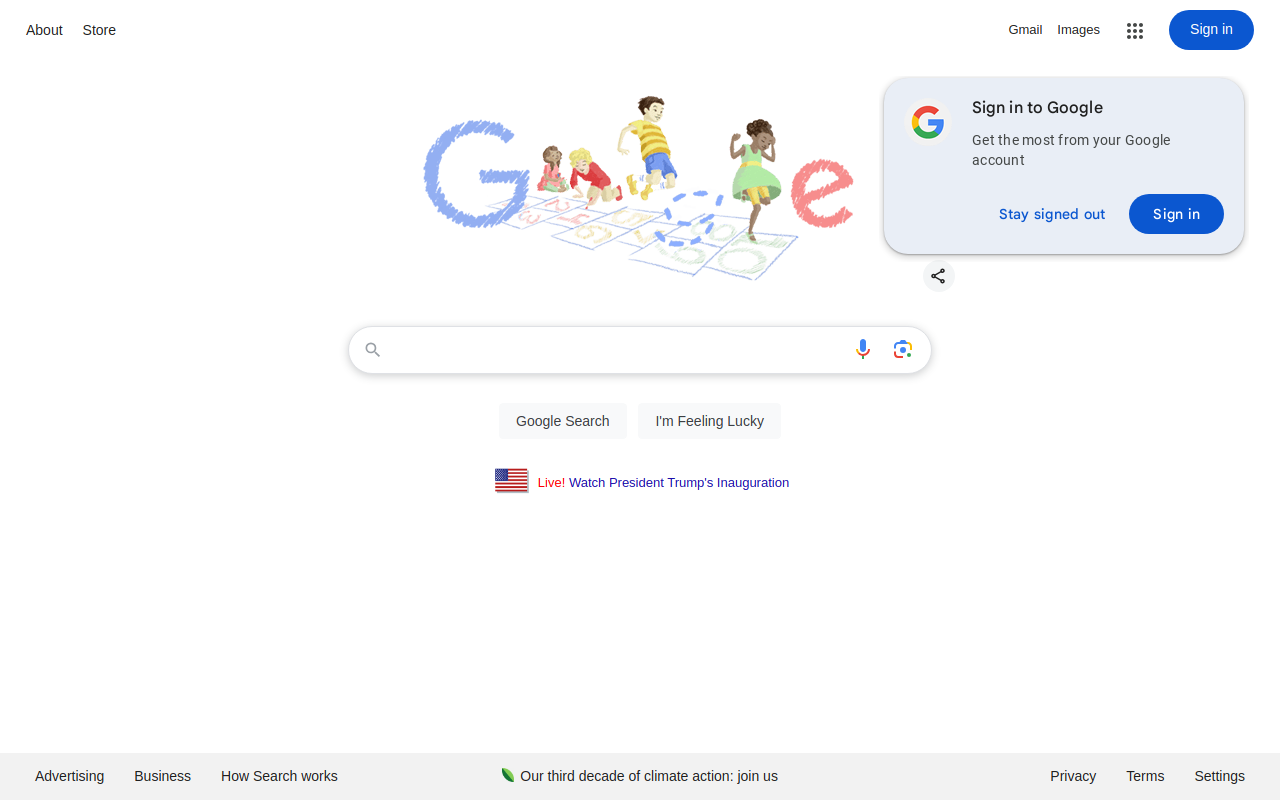 About
Store
Gmail
Images
Sign in
Sign in to Google
Get the most from your Google
account
Stay signed out
Sign in
Google Search
I'm Feeling Lucky
Live! Watch President Trump's Inauguration
Advertising
Business
How Search works
Our third decade of climate action: join us
Privacy
Terms
Settings